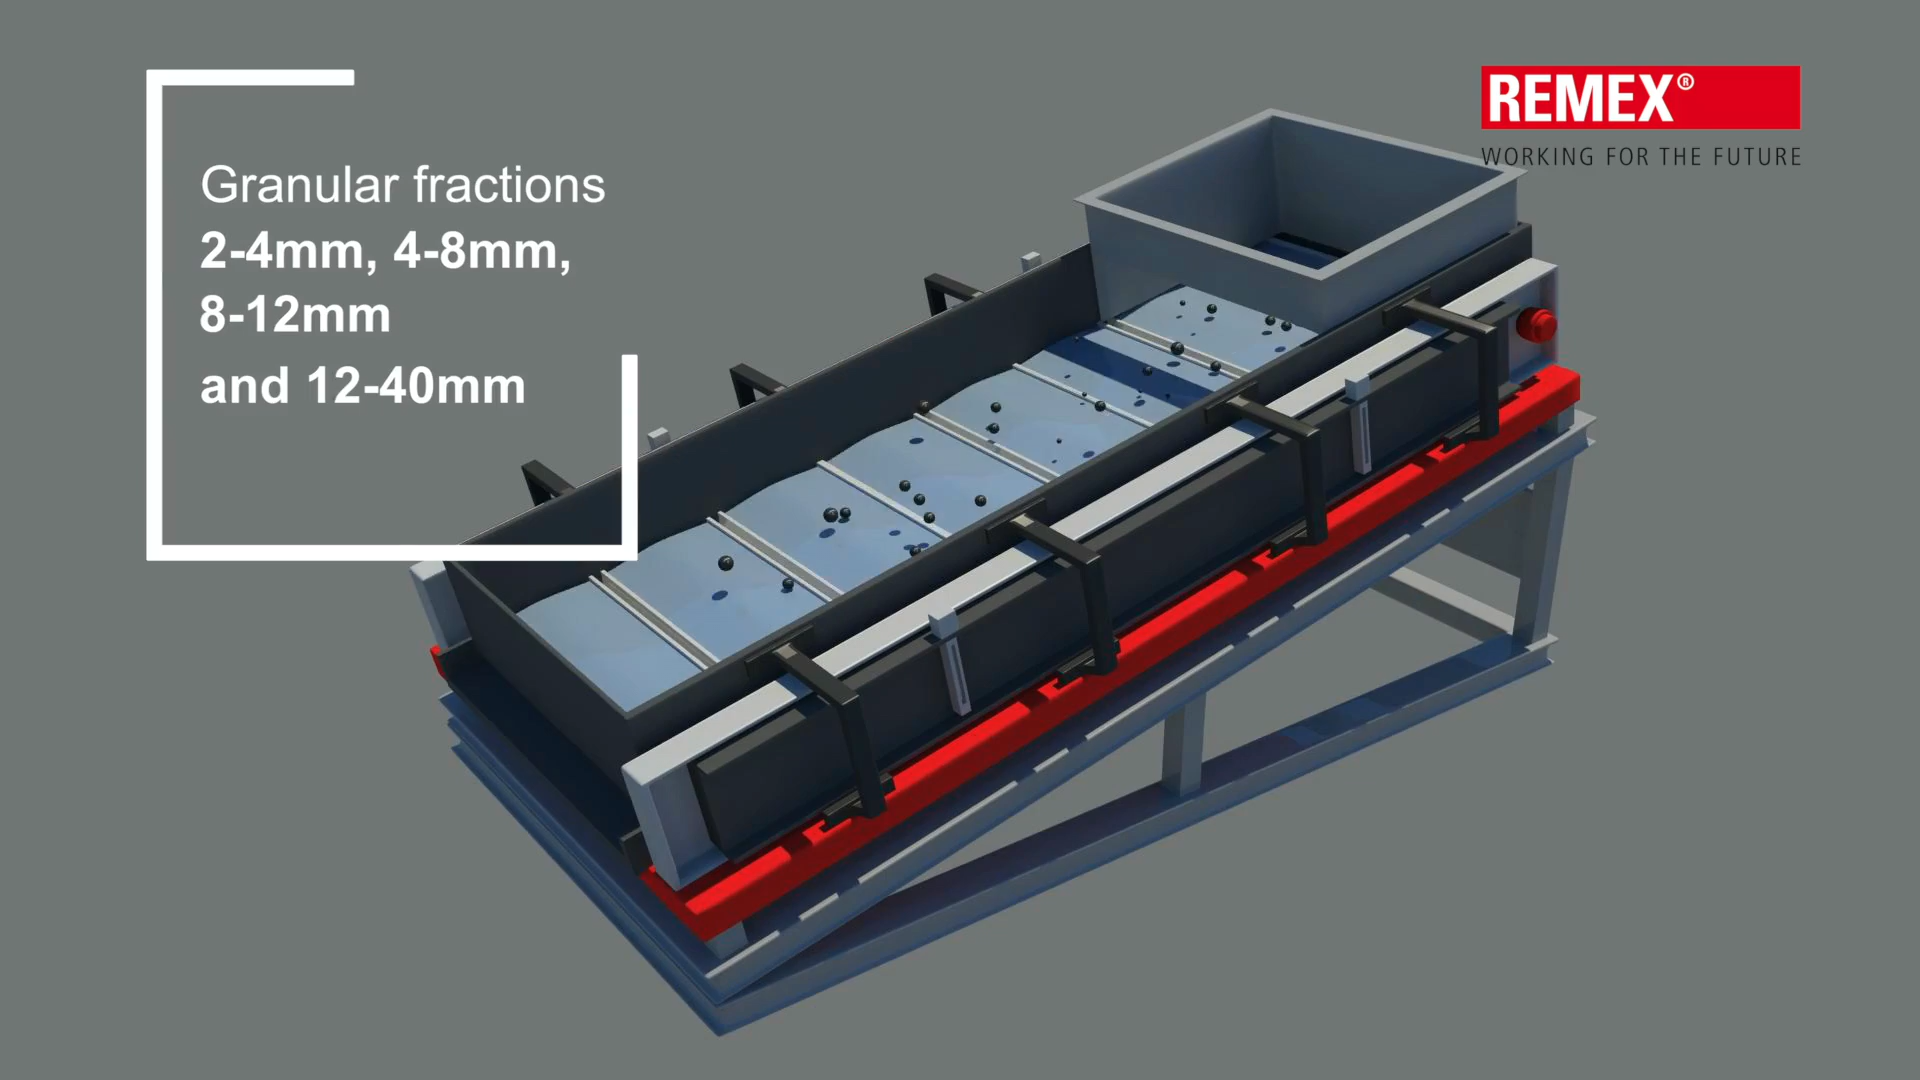 Granular fractions
2-4mm, 4-8mm,
8-12mm
and 12-40mm
REMEX®
WORKING FOR THE FUTURE